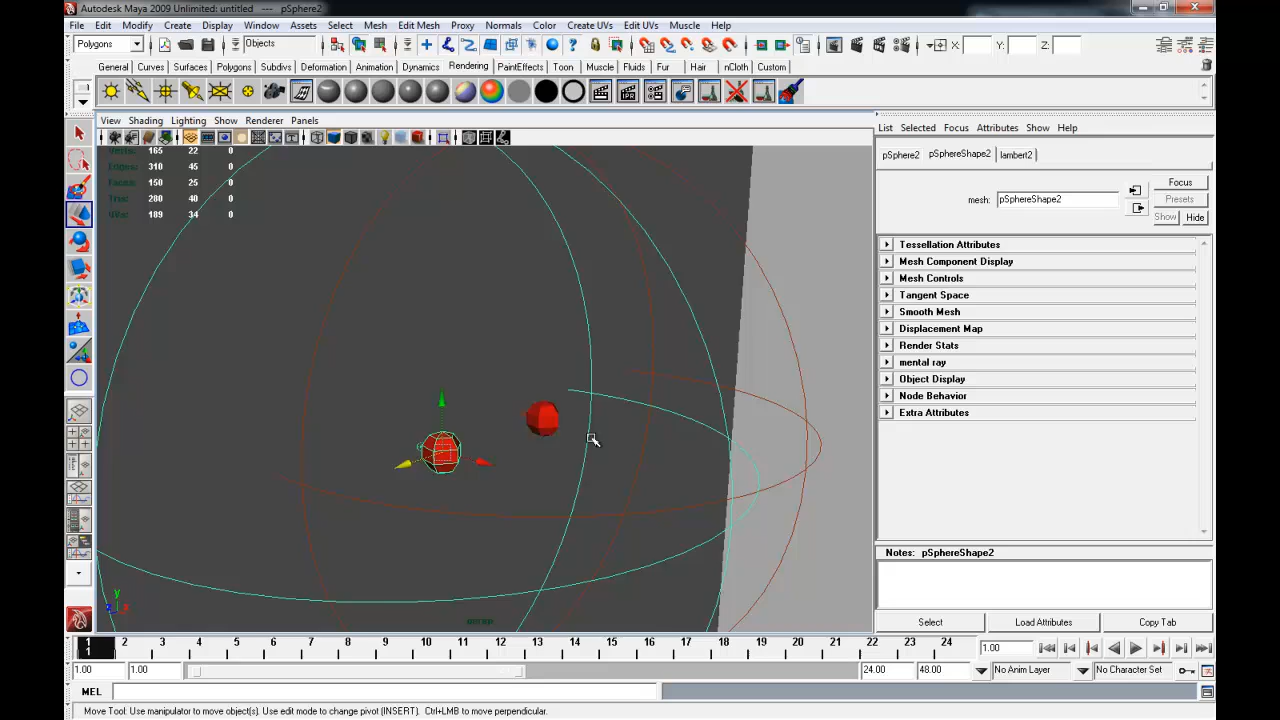 Autodesk Maya 2009 Unlimited: untitled --- pSphere2
File Edit Modify Create Display Window Assets Select Mesh Edit Mesh Proxy Normals Color Create UVs Edit UVs Muscle Help
Polygons Objects X: Y: Z:
General Curves Surfaces Polygons Subdivs Deformation Animation Dynamics Rendering PaintEffects Toon Muscle Fluids Fur Hair nCloth Custom
View Shading Lighting Show Renderer Panels
List Selected Focus Attributes Show Help
Verts: 165 22 0
Edges: 310 45 0
Faces: 150 25 0
Tris: 280 40 0
UVs: 189 34 0
pSphere2 pSphereShape2 lambert2
Focus
mesh: pSphereShape2 Presets
Show Hide
Tessellation Attributes
Mesh Component Display
Mesh Controls
Tangent Space
Smooth Mesh
Displacement Map
Render Stats
mental ray
Object Display
Node Behavior
Extra Attributes
Notes: pSphereShape2
y
z x
persp
Select Load Attributes Copy Tab
1 2 3 4 5 6 7 8 9 10 11 12 13 14 15 16 17 18 19 20 21 22 23 24 1.00
1
1.00 1.00 24.00 48.00 No Anim Layer No Character Set
MEL
Move Tool: Use manipulator to move object(s). Use edit mode to change pivot (INSERT). Ctrl+LMB to move perpendicular.